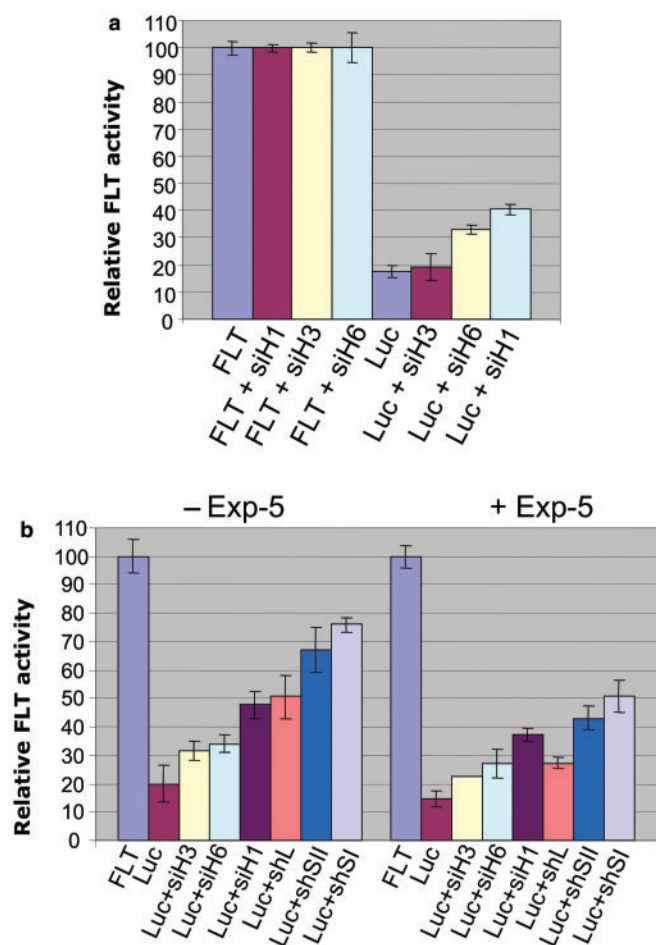 a
Relative FLT activity
110
100
90
80
70
60
50
40
30
20
10
0
FLT
FLT + siH1
FLT + siH3
FLT + siH6
Luc
Luc + siH3
Luc + siH6
Luc + siH1
b
– Exp-5
+ Exp-5
Relative FLT activity
110
100
90
80
70
60
50
40
30
20
10
0
FLT
Luc
Luc+siH3
Luc+siH6
Luc+siH1
Luc+shL
Luc+shSII
Luc+shSI
FLT
Luc
Luc+siH3
Luc+siH6
Luc+siH1
Luc+shL
Luc+shSII
Luc+shSI